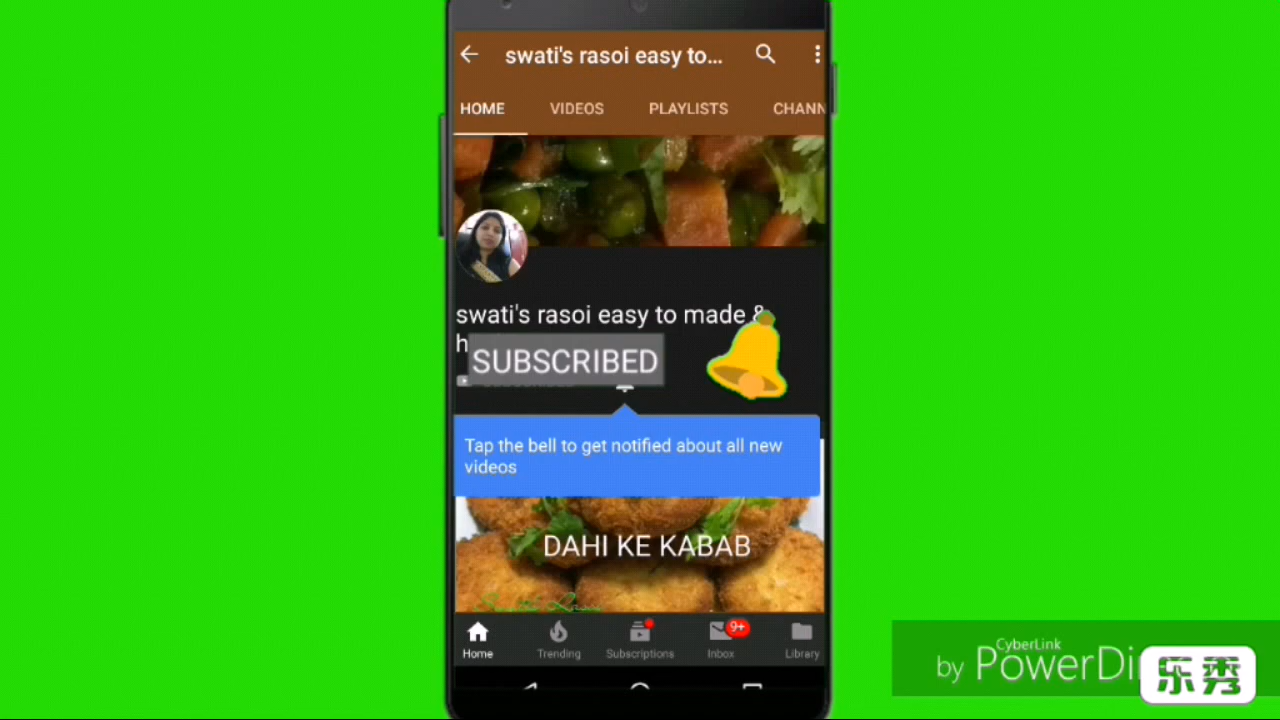 swati's rasoi easy to...
HOME VIDEOS PLAYLISTS CHANN
swati's rasoi easy to made &
h
SUBSCRIBED
Tap the bell to get notified about all new
videos
DAHI KE KABAB
Home Trending Subscriptions 9+ Inbox Library
CyberLink
by PowerDi
乐秀